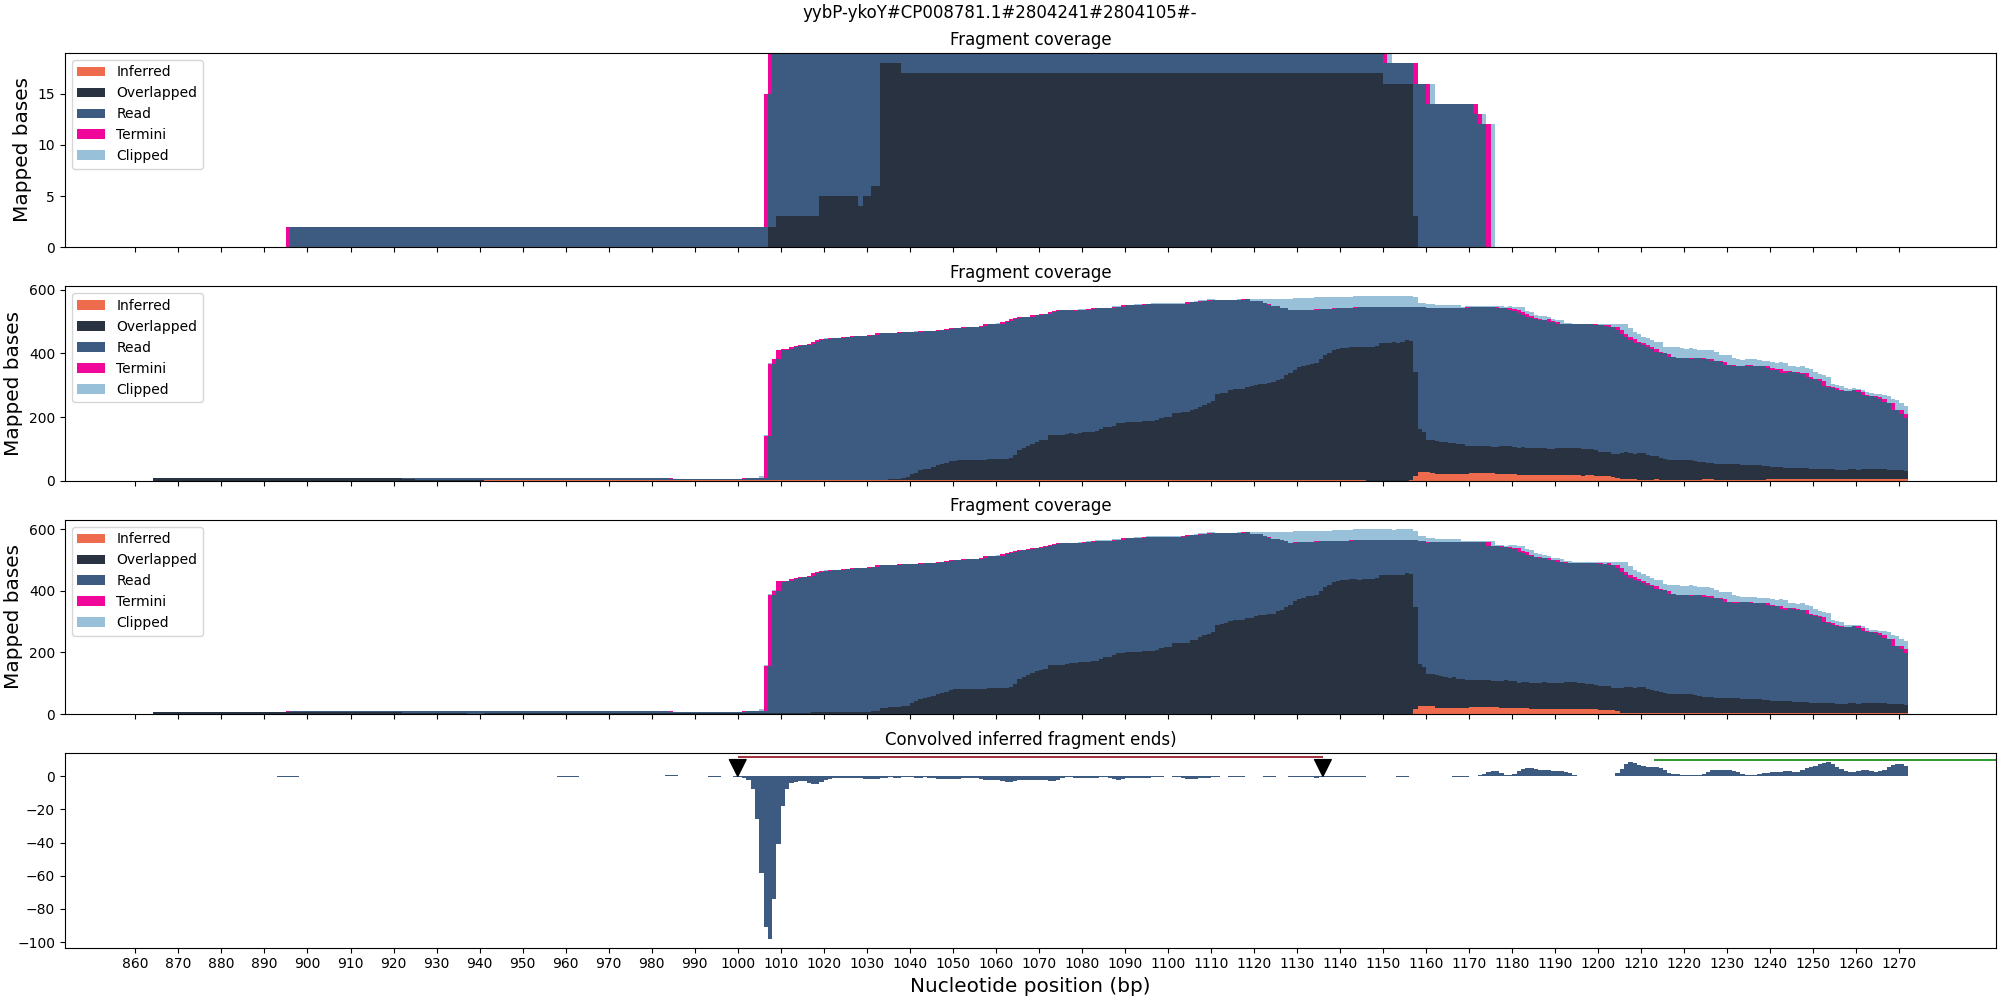 yybP-ykoY#CP008781.1#2804241#2804105#-
Fragment coverage
Mapped bases
15
10
5
0
Inferred
Overlapped
Read
Termini
Clipped
Fragment coverage
Mapped bases
600
400
200
0
Inferred
Overlapped
Read
Termini
Clipped
Fragment coverage
Mapped bases
600
400
200
0
Inferred
Overlapped
Read
Termini
Clipped
Convolved inferred fragment ends)
0
−20
−40
−60
−80
−100
860 870 880 890 900 910 920 930 940 950 960 970 980 990 1000 1010 1020 1030 1040 1050 1060 1070 1080 1090 1100 1110 1120 1130 1140 1150 1160 1170 1180 1190 1200 1210 1220 1230 1240 1250 1260 1270
Nucleotide position (bp)